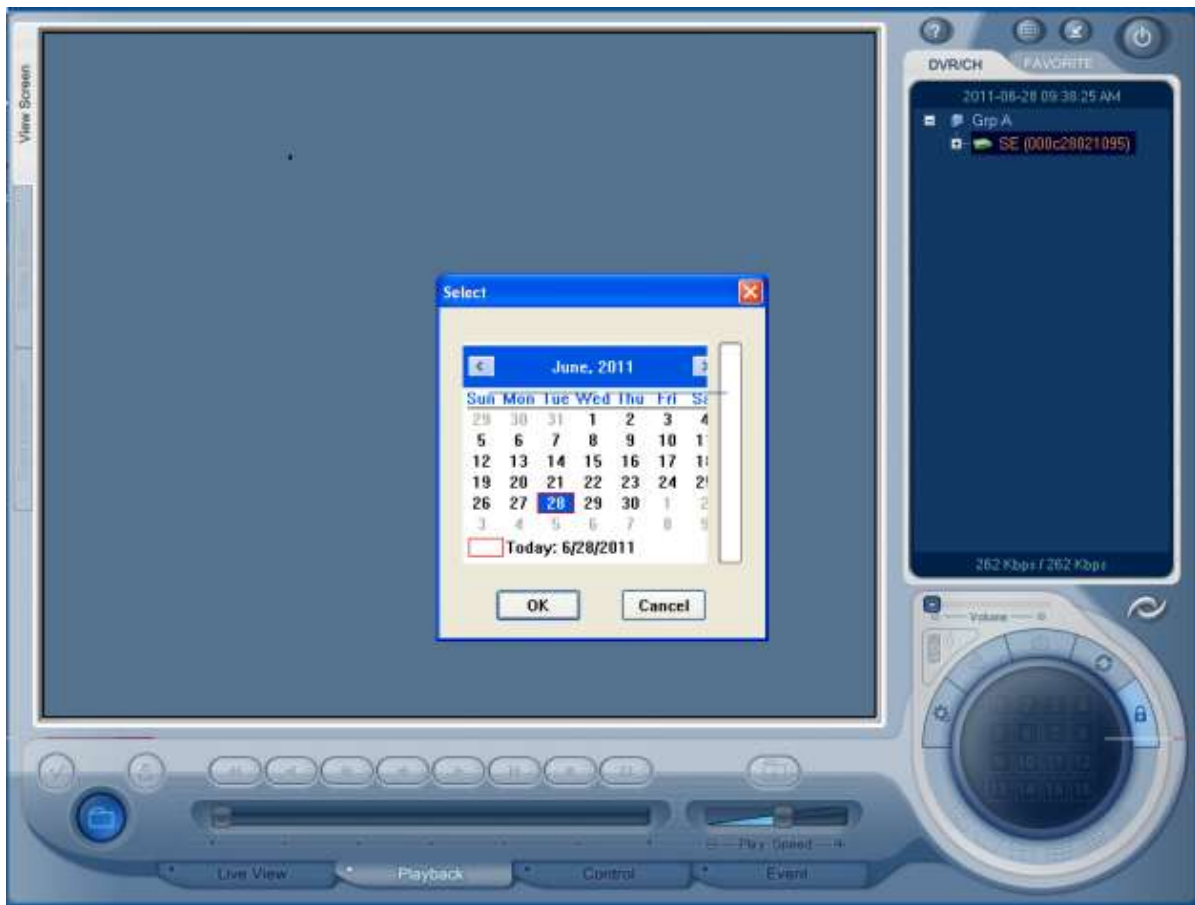 View Screen
?
DVR/CH FAVORITE
2011-06-28 09:38:25 AM
Grp A
SE (000c28021095)
Select
June, 2011
Sun Mon Tue Wed Thu Fri
29 30 31 1 2 3 4
5 6 7 8 9 10
12 13 14 15 16 17
19 20 21 22 23 24
26 27 28 29 30 1 2
3 4 5 6 7 8
Today: 6/28/2011
OK Cancel
262 Kbps / 262 Kbps
Volume
Play Speed
Live View Playback Control Event